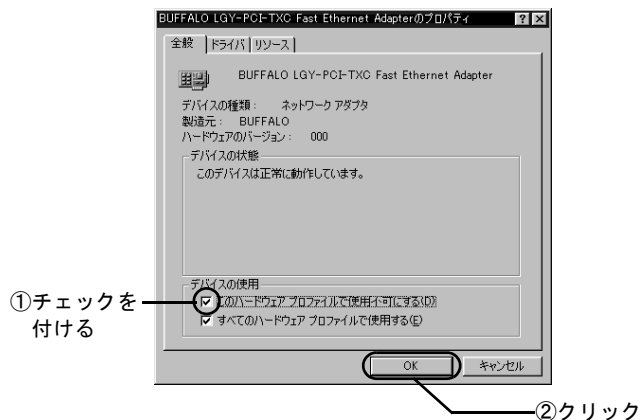 BUFFALO LGY-PCI-TXC Fast Ethernet Adapterのプロパティ
全般 ドライバ リソース
BUFFALO LGY-PCI-TXC Fast Ethernet Adapter
デバイスの種類： ネットワーク アダプタ
製造元： BUFFALO
ハードウェアのバージョン： 000
デバイスの状態
このデバイスは正常に動作しています。
デバイスの使用
このハードウェア プロファイルで使用不可にする(D)
すべてのハードウェア プロファイルで使用する(E)
①チェックを
付ける
OK キャンセル
②クリック